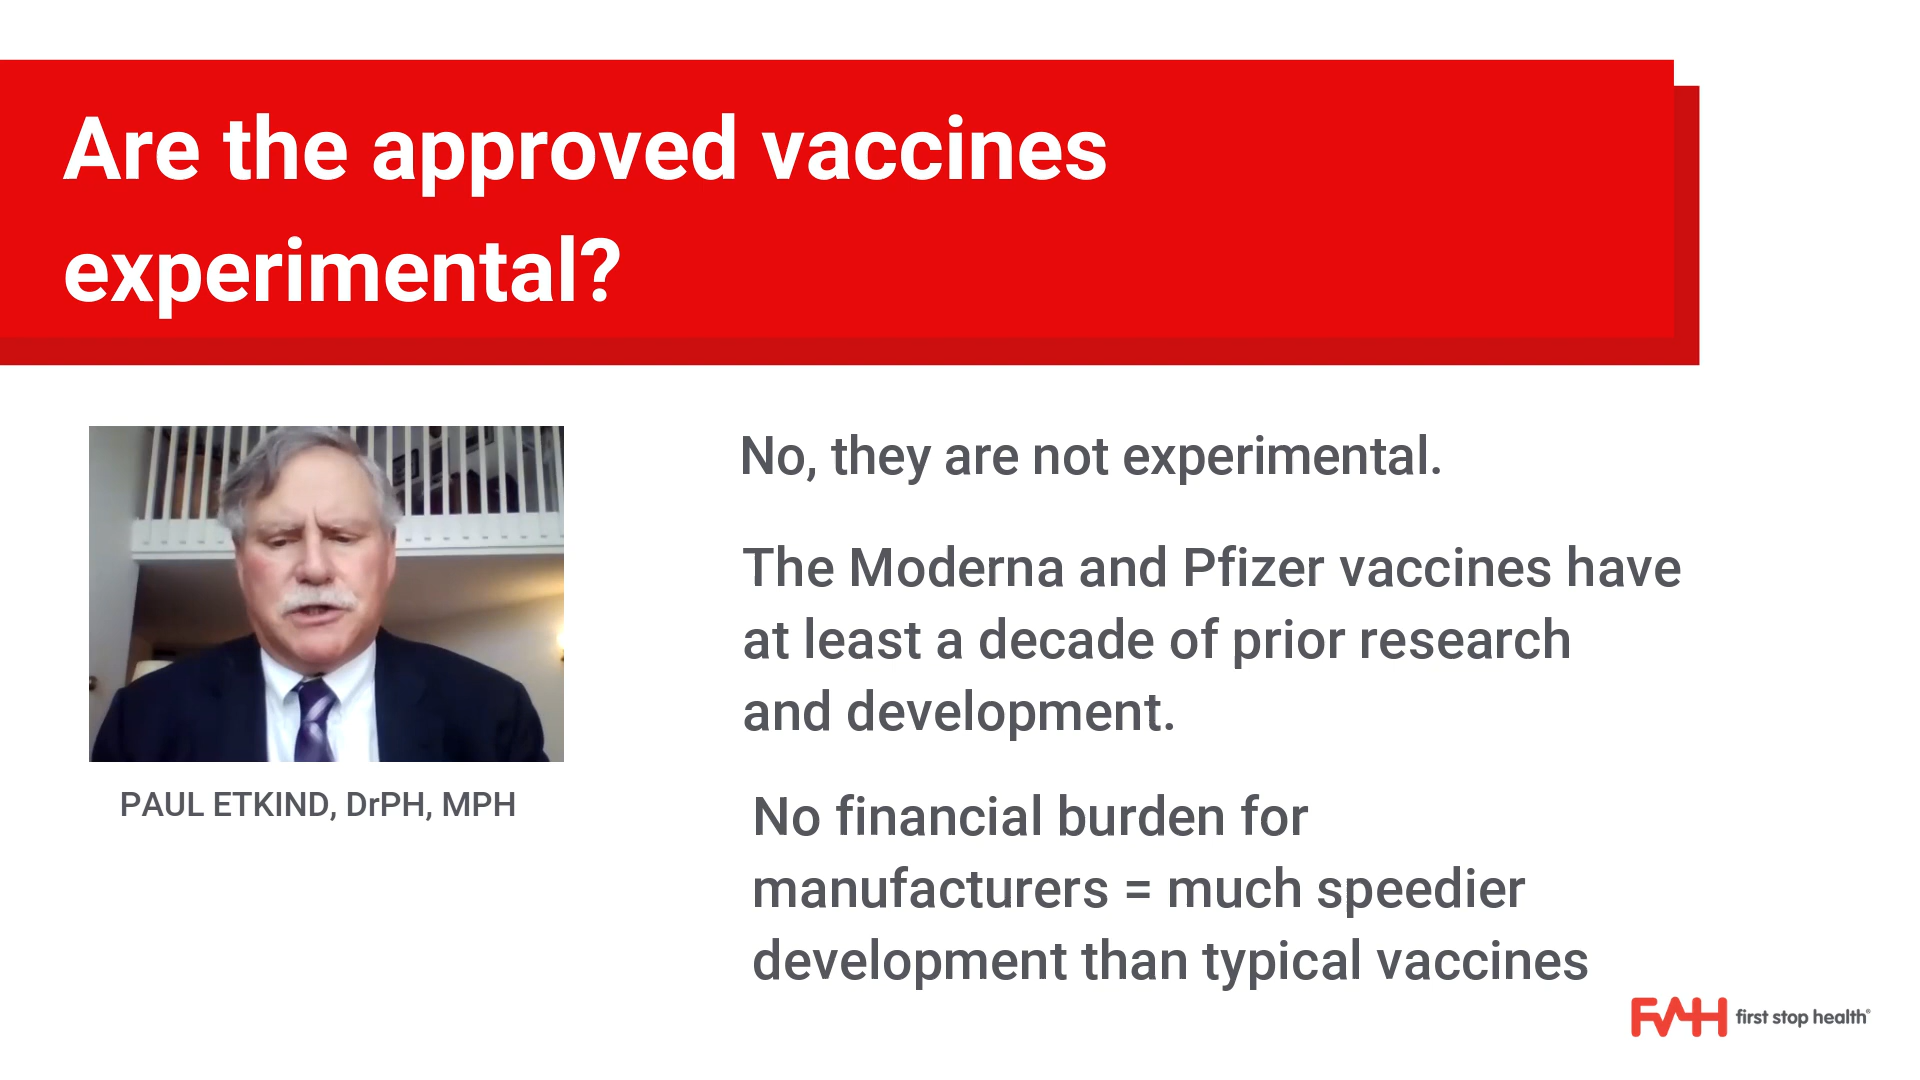 Are the approved vaccines
experimental?
No, they are not experimental.
The Moderna and Pfizer vaccines have
at least a decade of prior research
and development.
PAUL ETKIND, DrPH, MPH
No financial burden for
manufacturers = much speedier
development than typical vaccines
FAH first stop health®